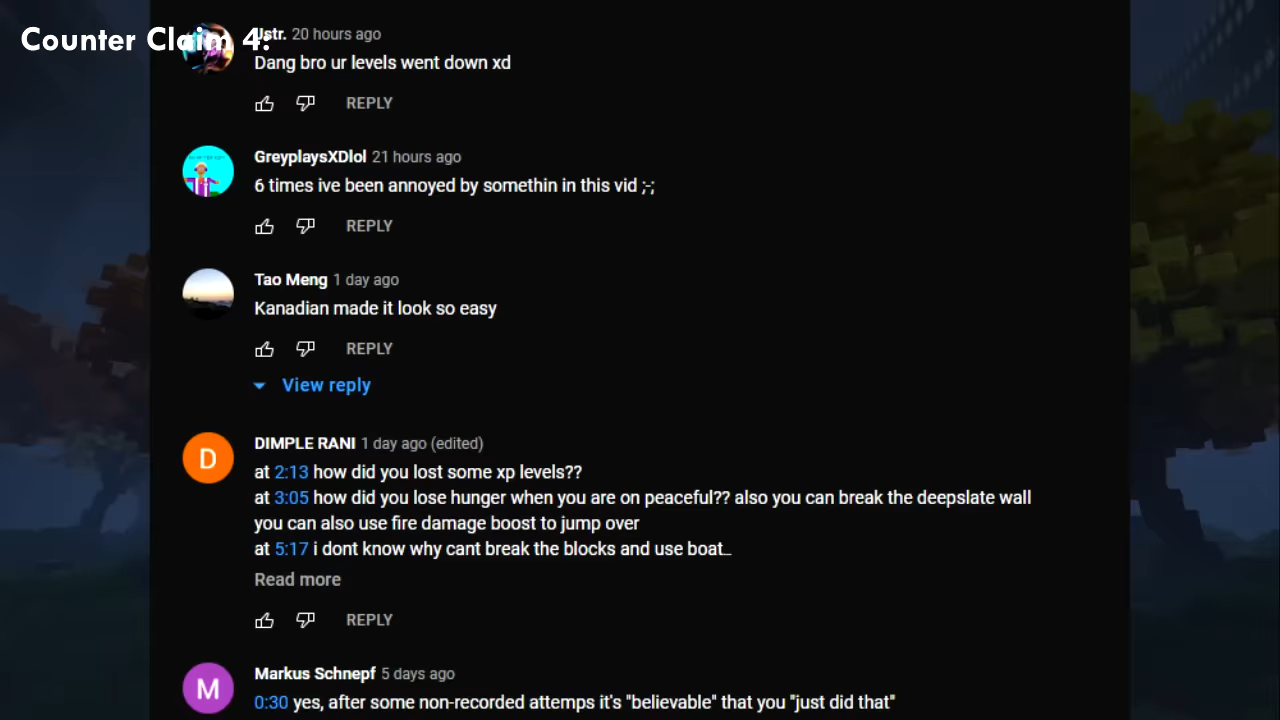 Counter Claim 4:
Ustr. 20 hours ago
Dang bro ur levels went down xd
REPLY
GreyplaysXDlol 21 hours ago
6 times ive been annoyed by somethin in this vid ;-;
REPLY
Tao Meng 1 day ago
Kanadian made it look so easy
REPLY
View reply
D
DIMPLE RANI 1 day ago (edited)
at 2:13 how did you lost some xp levels??
at 3:05 how did you lose hunger when you are on peaceful?? also you can break the deepslate wall
you can also use fire damage boost to jump over
at 5:17 i dont know why cant break the blocks and use boat...
Read more
REPLY
M
Markus Schnepf 5 days ago
0:30 yes, after some non-recorded attemps it's "believable" that you "just did that"